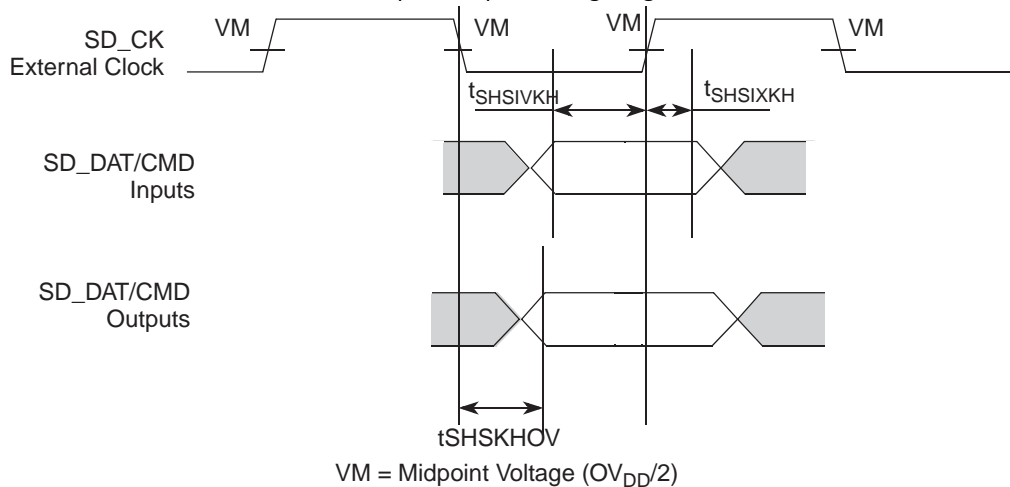 VM VM VM VM
SD_CK
External Clock
tSHSIVKH tSHSIXKH
SD_DAT/CMD
Inputs
SD_DAT/CMD
Outputs
tSHSKHOV
VM = Midpoint Voltage (OVDD/2)